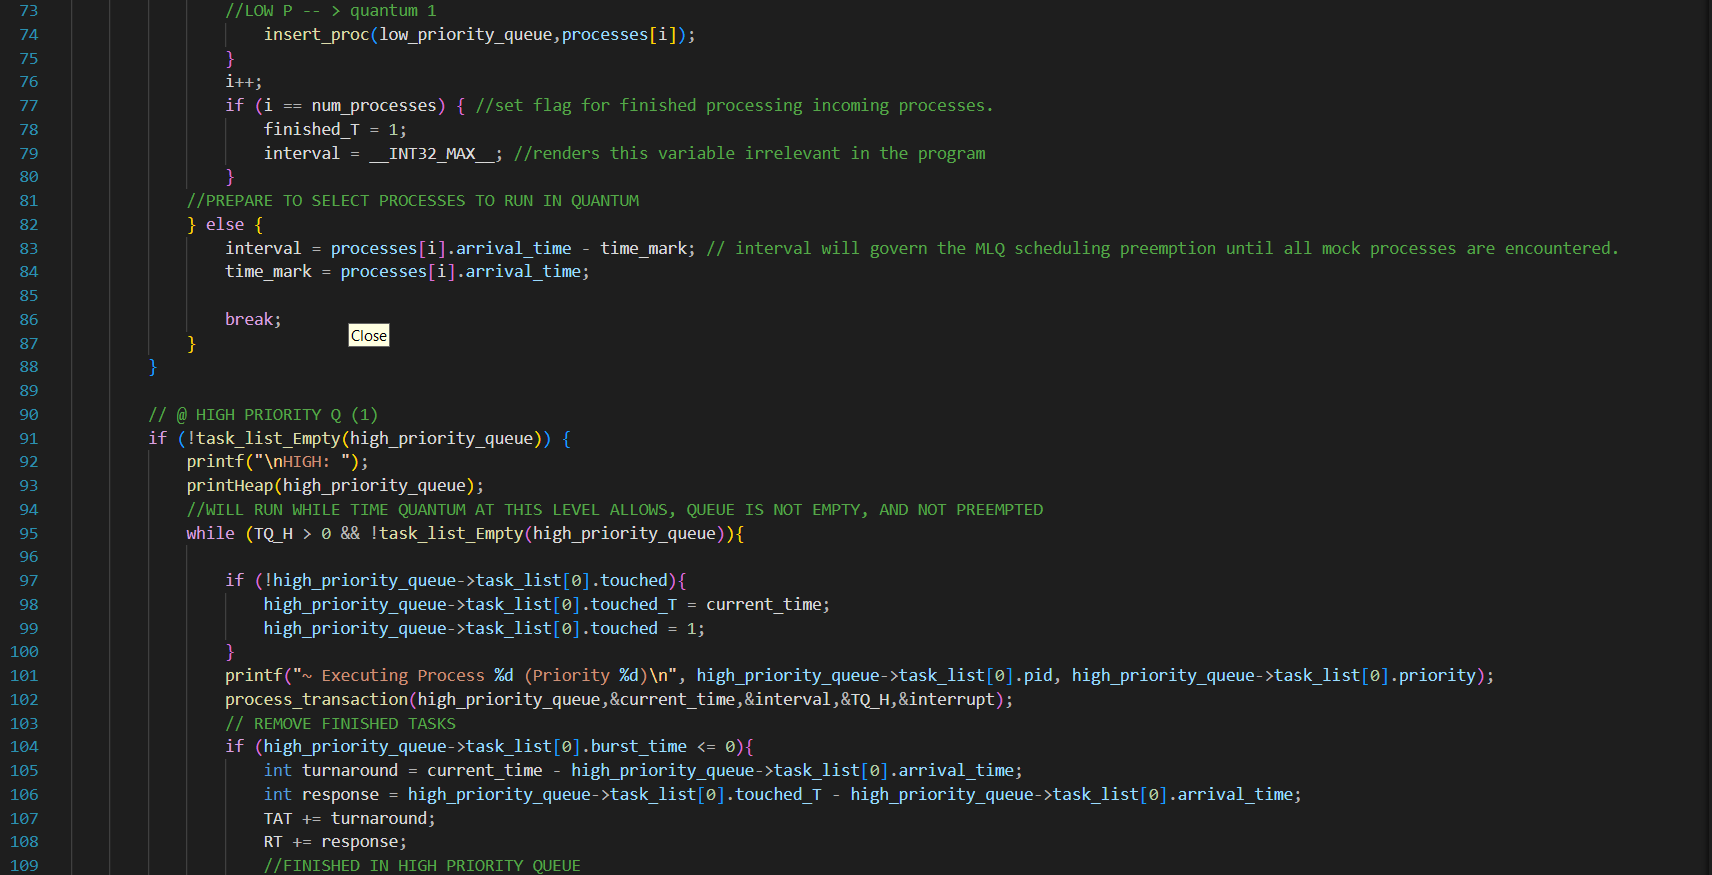 73 //LOW P -- > quantum 1
74 insert_proc(low_priority_queue,processes[i]);
75 }
76 i++;
77 if (i == num_processes) { //set flag for finished processing incoming processes.
78 finished_T = 1;
79 interval = __INT32_MAX__; //renders this variable irrelevant in the program
80 }
81 //PREPARE TO SELECT PROCESSES TO RUN IN QUANTUM
82 } else {
83 interval = processes[i].arrival_time - time_mark; // interval will govern the MLQ scheduling preemption until all mock processes are encountered.
84 time_mark = processes[i].arrival_time;
85
86 break;
Close
87 }
88 }
89
90 // @ HIGH PRIORITY Q (1)
91 if (!task_list_Empty(high_priority_queue)) {
92 printf("\nHIGH: ");
93 printHeap(high_priority_queue);
94 //WILL RUN WHILE TIME QUANTUM AT THIS LEVEL ALLOWS, QUEUE IS NOT EMPTY, AND NOT PREEMPTED
95 while (TQ_H > 0 && !task_list_Empty(high_priority_queue)){
96
97 if (!high_priority_queue->task_list[0].touched){
98 high_priority_queue->task_list[0].touched_T = current_time;
99 high_priority_queue->task_list[0].touched = 1;
100 }
101 printf("~ Executing Process %d (Priority %d)\n", high_priority_queue->task_list[0].pid, high_priority_queue->task_list[0].priority);
102 process_transaction(high_priority_queue,&current_time,&interval,&TQ_H,&interrupt);
103 // REMOVE FINISHED TASKS
104 if (high_priority_queue->task_list[0].burst_time <= 0){
105 int turnaround = current_time - high_priority_queue->task_list[0].arrival_time;
106 int response = high_priority_queue->task_list[0].touched_T - high_priority_queue->task_list[0].arrival_time;
107 TAT += turnaround;
108 RT += response;
109 //FINISHED IN HIGH PRIORITY QUEUE